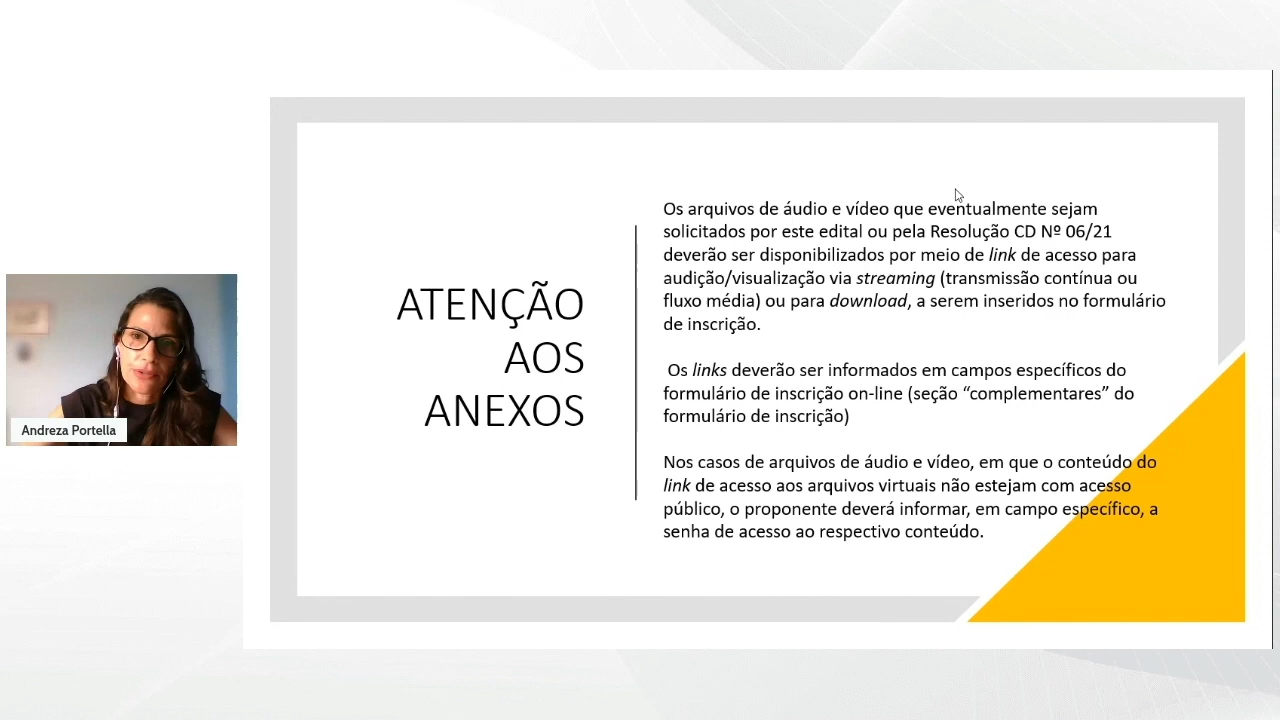 Andreza Portella
ATENÇÃO
AOS
ANEXOS
Os arquivos de áudio e vídeo que eventualmente sejam
solicitados por este edital ou pela Resolução CD Nº 06/21
deverão ser disponibilizados por meio de link de acesso para
audição/visualização via streaming (transmissão contínua ou
fluxo média) ou para download, a serem inseridos no formulário
de inscrição.
Os links deverão ser informados em campos específicos do
formulário de inscrição on-line (seção “complementares” do
formulário de inscrição)
Nos casos de arquivos de áudio e vídeo, em que o conteúdo do
link de acesso aos arquivos virtuais não estejam com acesso
público, o proponente deverá informar, em campo específico, a
senha de acesso ao respectivo conteúdo.